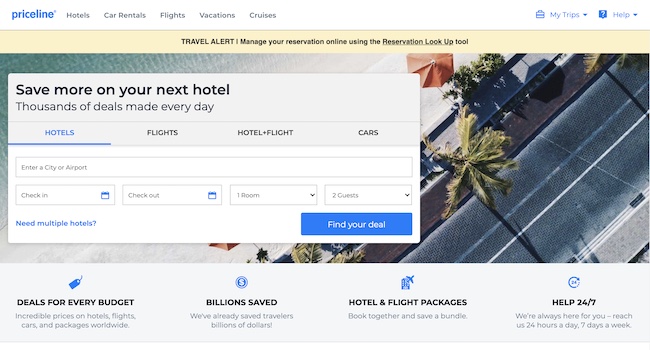 priceline®
Hotels Car Rentals Flights Vacations Cruises My Trips Help
TRAVEL ALERT | Manage your reservation online using the Reservation Look Up tool
Save more on your next hotel
Thousands of deals made every day
HOTELS FLIGHTS HOTEL+FLIGHT CARS
Enter a City or Airport
Check in Check out 1 Room 2 Guests
Need multiple hotels? Find your deal
DEALS FOR EVERY BUDGET
Incredible prices on hotels, flights,
cars, and packages worldwide.
BILLIONS SAVED
We've already saved travelers
billions of dollars!
HOTEL & FLIGHT PACKAGES
Book together and save a bundle.
24
HELP 24/7
We're always here for you – reach
us 24 hours a day, 7 days a week.